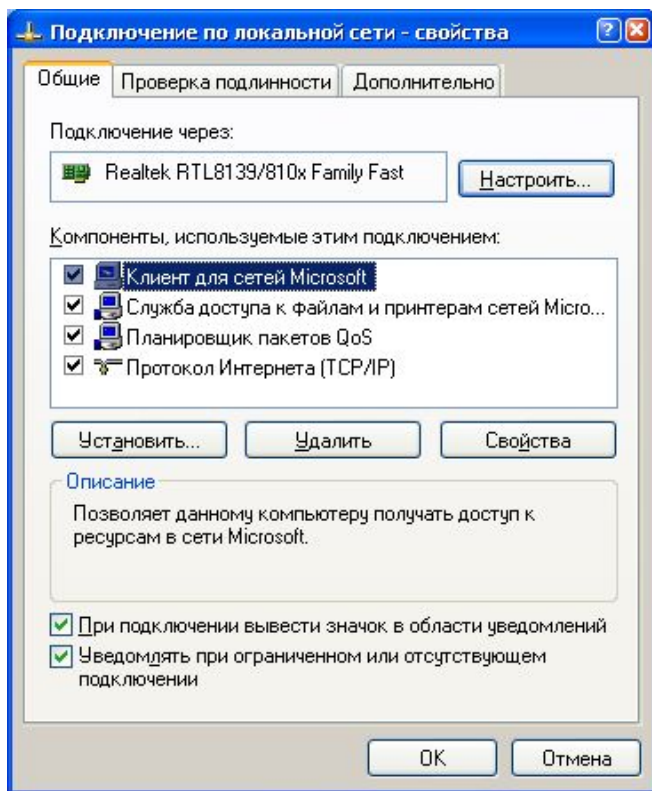 Подключение по локальной сети - свойства
Общие Проверка подлинности Дополнительно
Подключение через:
Realtek RTL8139/810x Family Fast
Настроить...
Компоненты, используемые этим подключением:
Клиент для сетей Microsoft
Служба доступа к файлам и принтерам сетей Micro...
Планировщик пакетов QoS
Протокол Интернета (TCP/IP)
Установить... Удалить Свойства
Описание
Позволяет данному компьютеру получать доступ к
ресурсам в сети Microsoft.
При подключении вывести значок в области уведомлений
Уведомлять при ограниченном или отсутствующем
подключении
OK Отмена